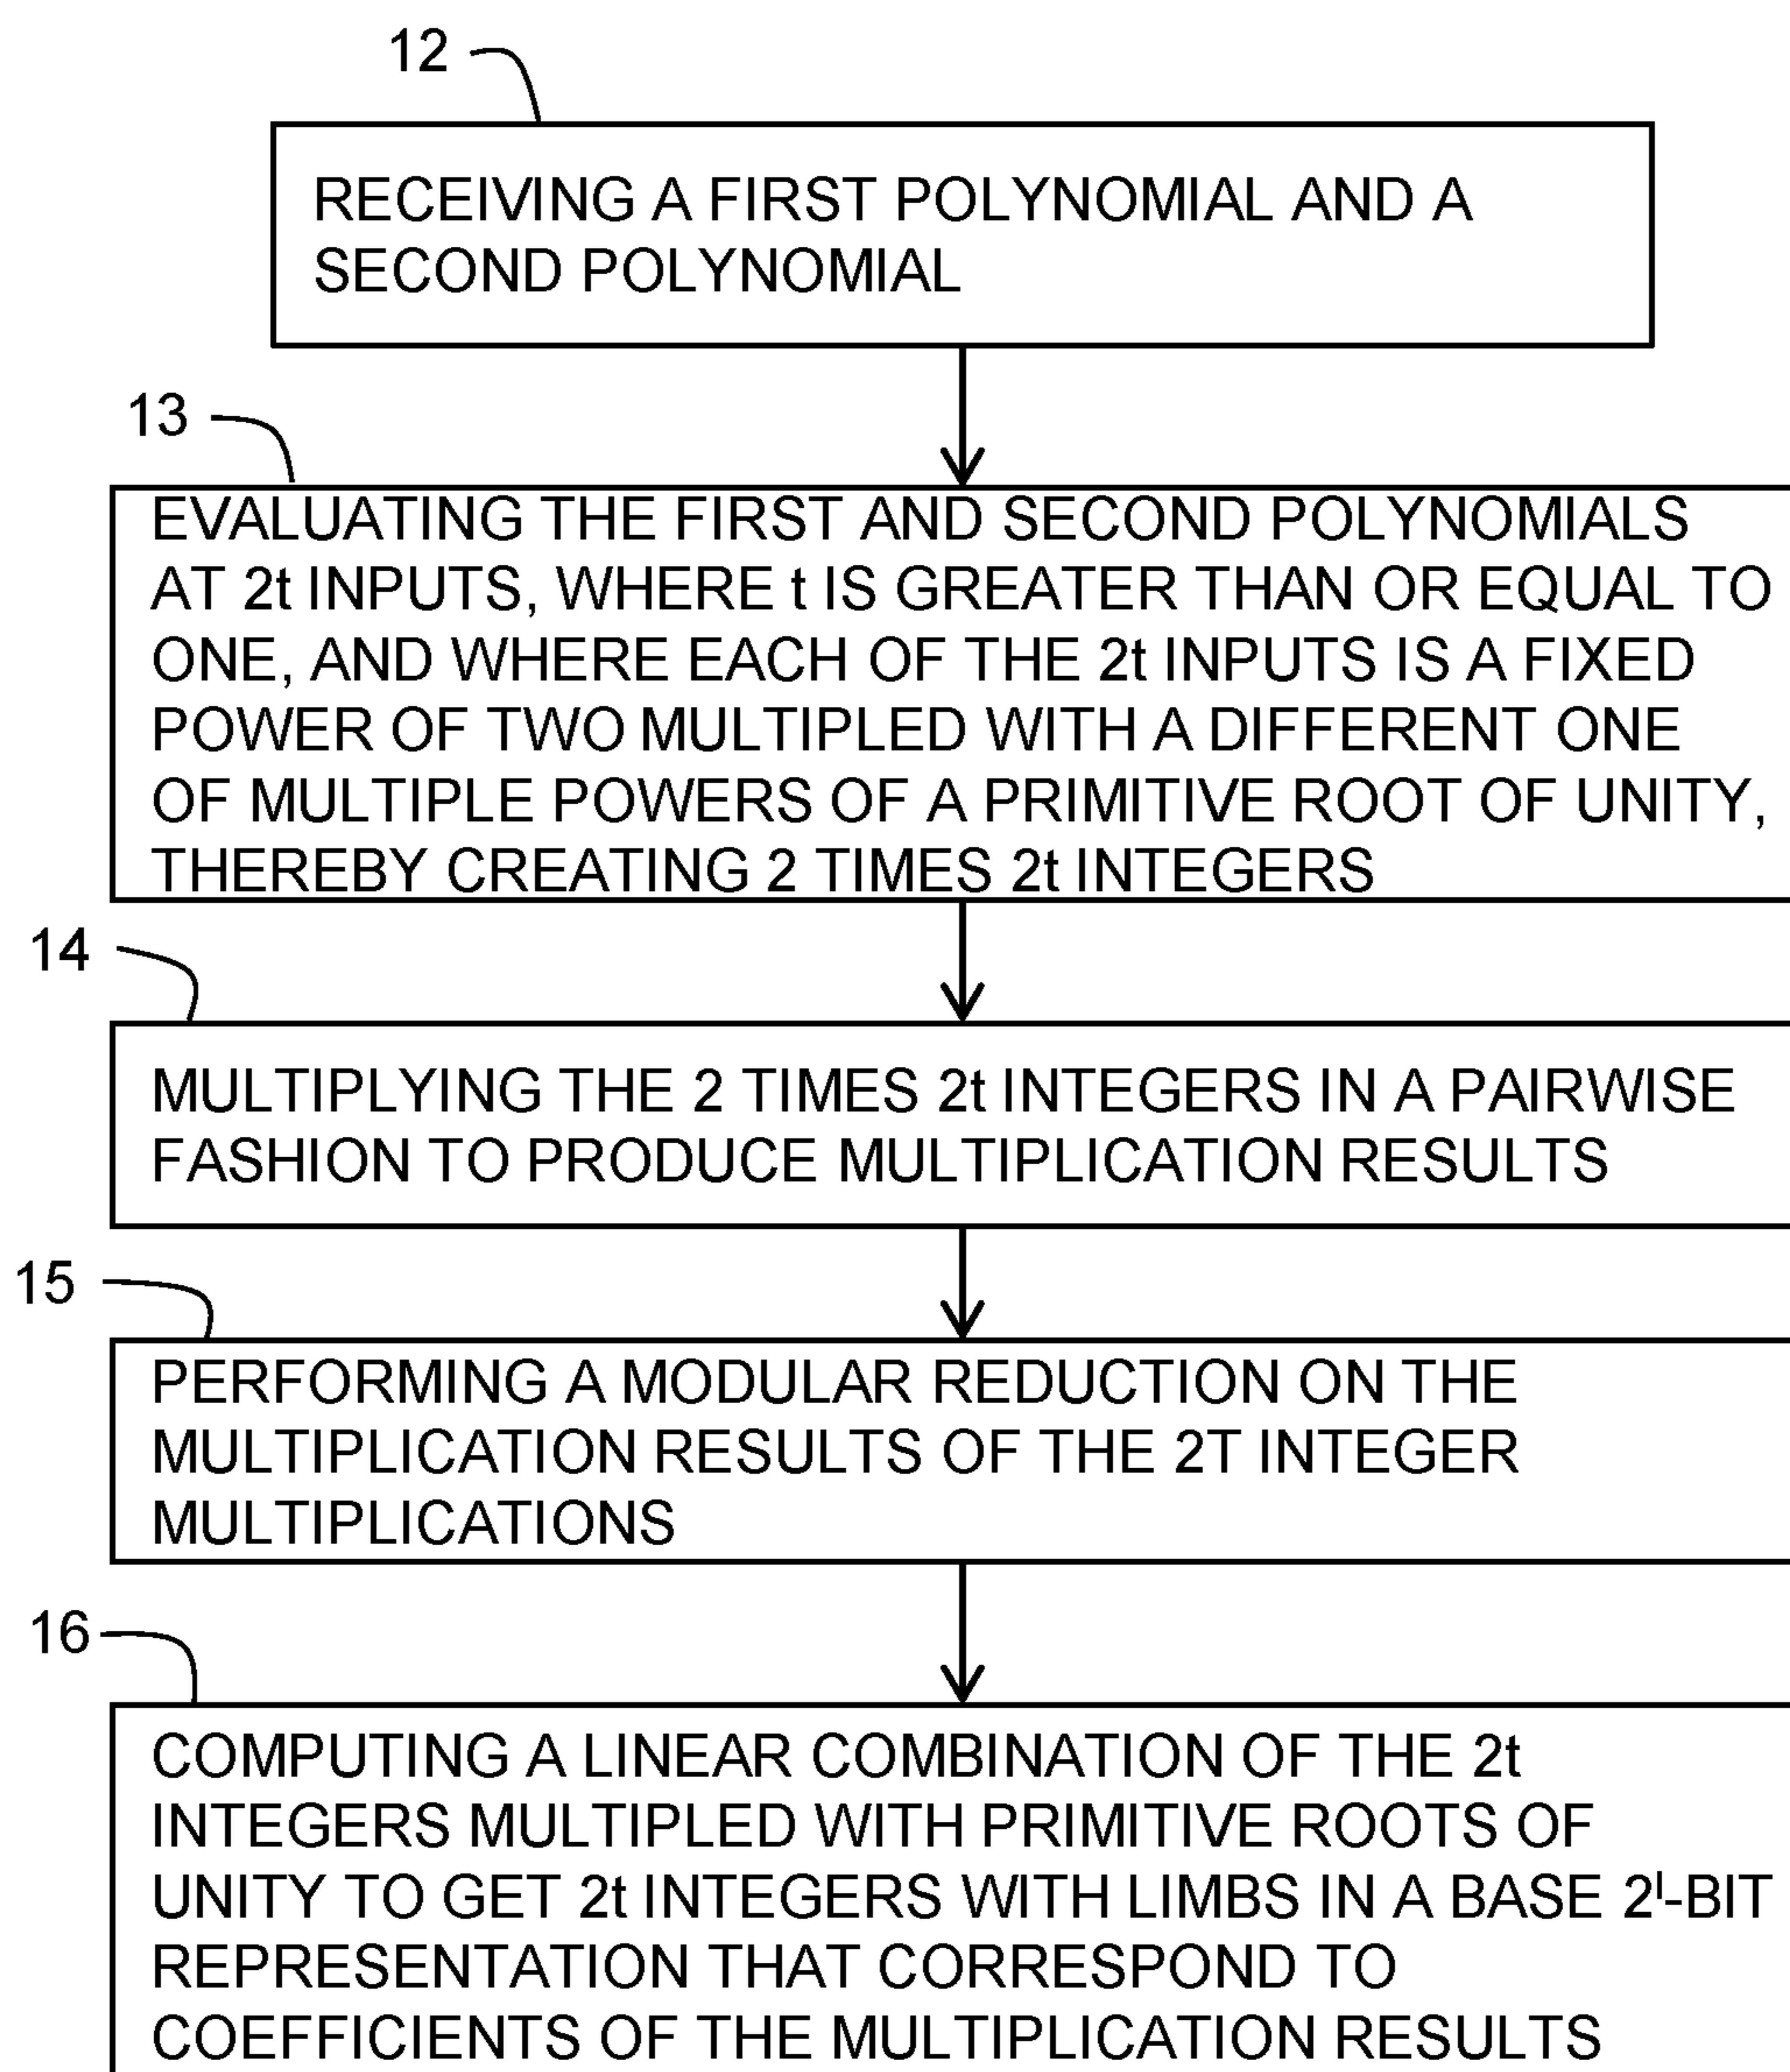 12
RECEIVING A FIRST POLYNOMIAL AND A
SECOND POLYNOMIAL
13
EVALUATING THE FIRST AND SECOND POLYNOMIALS
AT 2t INPUTS, WHERE t IS GREATER THAN OR EQUAL TO
ONE, AND WHERE EACH OF THE 2t INPUTS IS A FIXED
POWER OF TWO MULTIPLED WITH A DIFFERENT ONE
OF MULTIPLE POWERS OF A PRIMITIVE ROOT OF UNITY,
THEREBY CREATING 2 TIMES 2t INTEGERS
14
MULTIPLYING THE 2 TIMES 2t INTEGERS IN A PAIRWISE
FASHION TO PRODUCE MULTIPLICATION RESULTS
15
PERFORMING A MODULAR REDUCTION ON THE
MULTIPLICATION RESULTS OF THE 2T INTEGER
MULTIPLICATIONS
16
COMPUTING A LINEAR COMBINATION OF THE 2t
INTEGERS MULTIPLED WITH PRIMITIVE ROOTS OF
UNITY TO GET 2t INTEGERS WITH LIMBS IN A BASE 2ˡ-BIT
REPRESENTATION THAT CORRESPOND TO
COEFFICIENTS OF THE MULTIPLICATION RESULTS